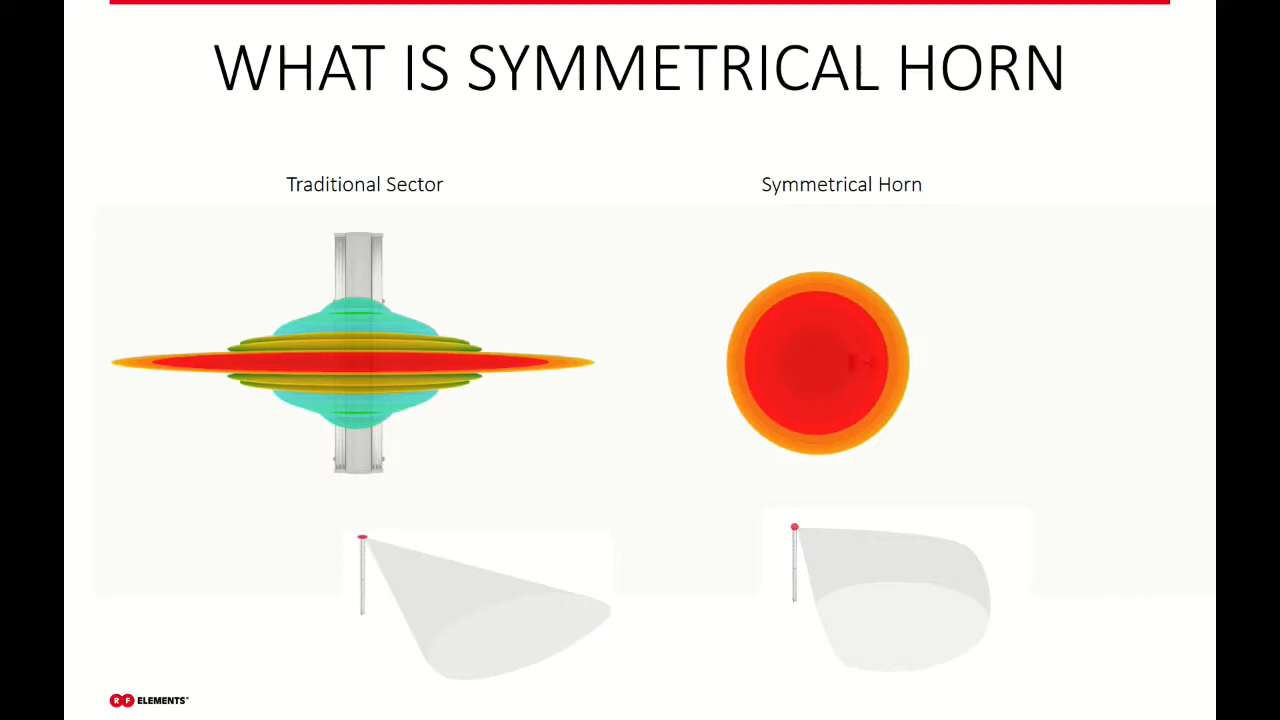 WHAT IS SYMMETRICAL HORN
Traditional Sector
Symmetrical Horn
RF ELEMENTS®